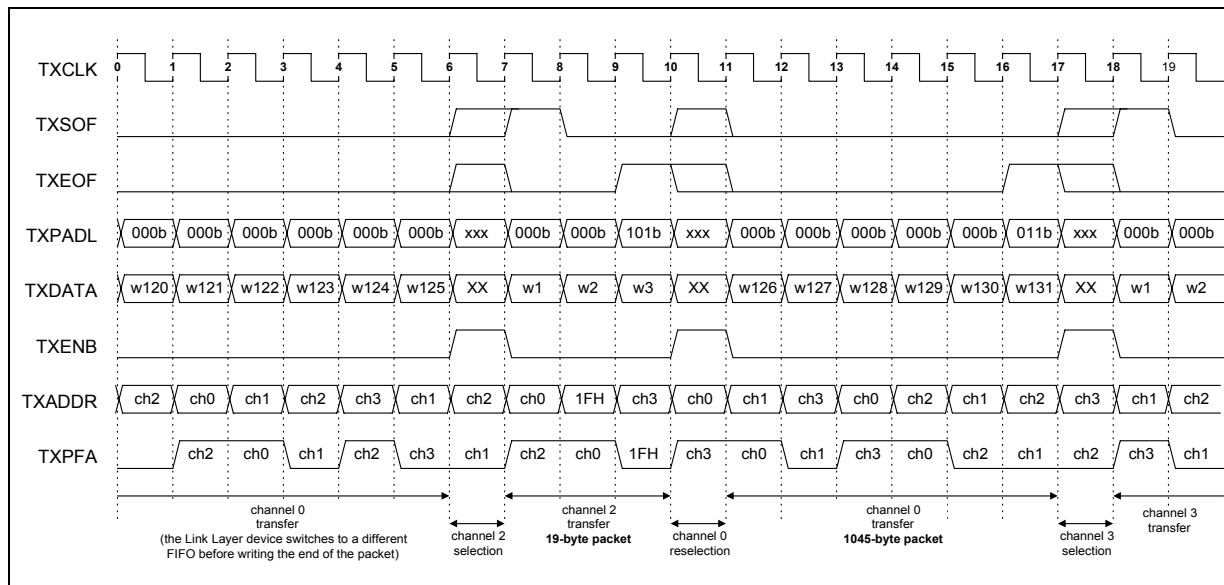 TXCLK 0 1 2 3 4 5 6 7 8 9 10 11 12 13 14 15 16 17 18 19
TXSOF
TXEOF
TXPADL 000b 000b 000b 000b 000b 000b xxx 000b 000b 101b xxx 000b 000b 000b 000b 000b 011b xxx 000b 000b
TXDATA w120 w121 w122 w123 w124 w125 XX w1 w2 w3 XX w126 w127 w128 w129 w130 w131 XX w1 w2
TXENB
TXADDR ch2 ch0 ch1 ch2 ch3 ch1 ch2 ch0 1FH ch3 ch0 ch1 ch3 ch0 ch2 ch1 ch2 ch3 ch1 ch2
TXPFA ch2 ch0 ch1 ch2 ch3 ch1 ch2 ch0 1FH ch3 ch0 ch1 ch3 ch0 ch2 ch1 ch2 ch3 ch1
channel 0
transfer
(the Link Layer device switches to a different
FIFO before writing the end of the packet)
channel 2
selection
channel 2
transfer
19-byte packet
channel 0
reselection
channel 0
transfer
1045-byte packet
channel 3
selection
channel 3
transfer